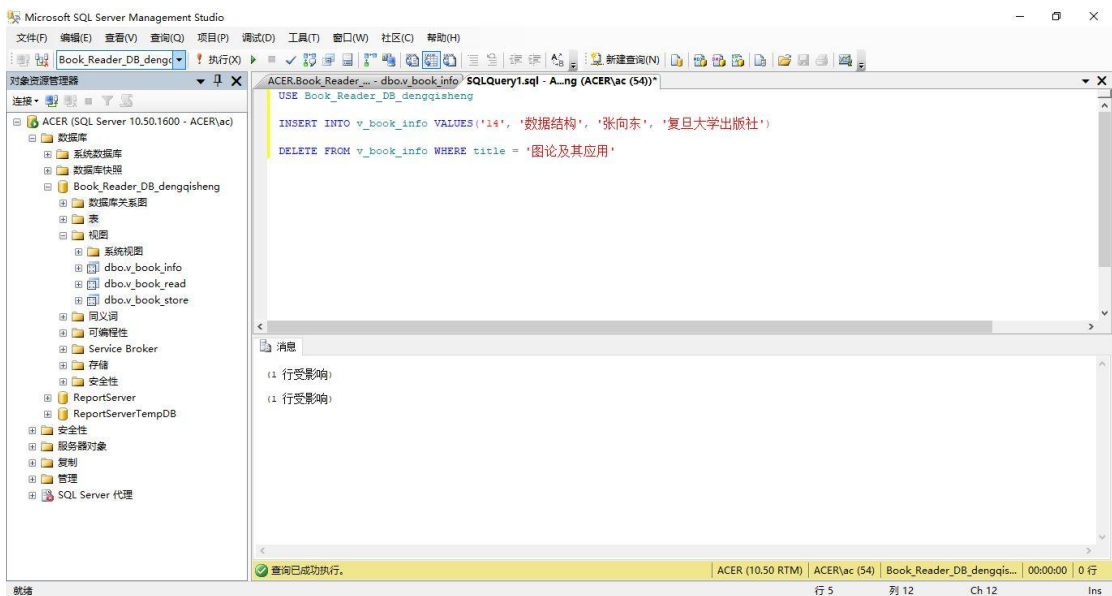 Microsoft SQL Server Management Studio
文件(F) 编辑(E) 查看(V) 查询(Q) 项目(P) 调试(D) 工具(T) 窗口(W) 社区(C) 帮助(H)
Book_Reader_DB_dengc 执行(X) 新建查询(N)
对象资源管理器
连接
ACER (SQL Server 10.50.1600 - ACER\ac)
数据库
系统数据库
数据库快照
Book_Reader_DB_dengqisheng
数据库关系图
表
视图
系统视图
dbo.v_book_info
dbo.v_book_read
dbo.v_book_store
同义词
可编程性
Service Broker
存储
安全性
ReportServer
ReportServerTempDB
安全性
服务器对象
复制
管理
SQL Server 代理
ACER.Book_Reader_... - dbo.v_book_info SQLQuery1.sql - A...ng (ACER\ac (54))*
USE Book_Reader_DB_dengqisheng
INSERT INTO v_book_info VALUES('14', '数据结构', '张向东', '复旦大学出版社')
DELETE FROM v_book_info WHERE title = '图论及其应用'
消息
(1 行受影响)
(1 行受影响)
查询已成功执行。 ACER (10.50 RTM) ACER\ac (54) Book_Reader_DB_dengqis... 00:00:00 0 行
就绪 行 5 列 12 Ch 12 Ins